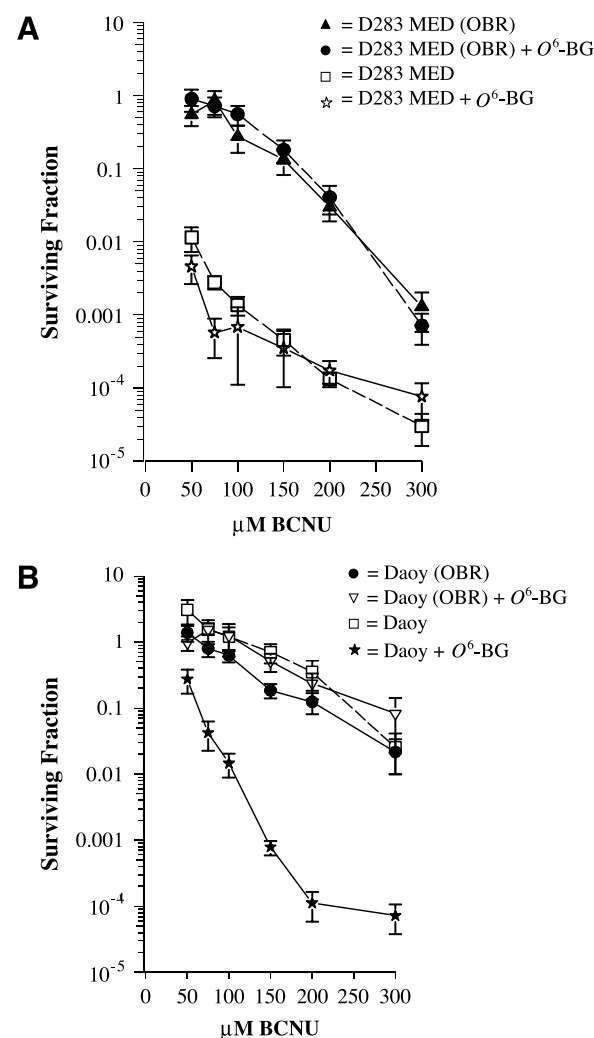 A
10
1
0.1
0.01
0.001
10-4
10-5
Surviving Fraction
0 50 100 150 200 250 300
μM BCNU
▲ = D283 MED (OBR)
● = D283 MED (OBR) + O6-BG
□ = D283 MED
☆ = D283 MED + O6-BG
B
10
1
0.1
0.01
0.001
10-4
10-5
Surviving Fraction
0 50 100 150 200 250 300
μM BCNU
● = Daoy (OBR)
▽ = Daoy (OBR) + O6-BG
□ = Daoy
★ = Daoy + O6-BG